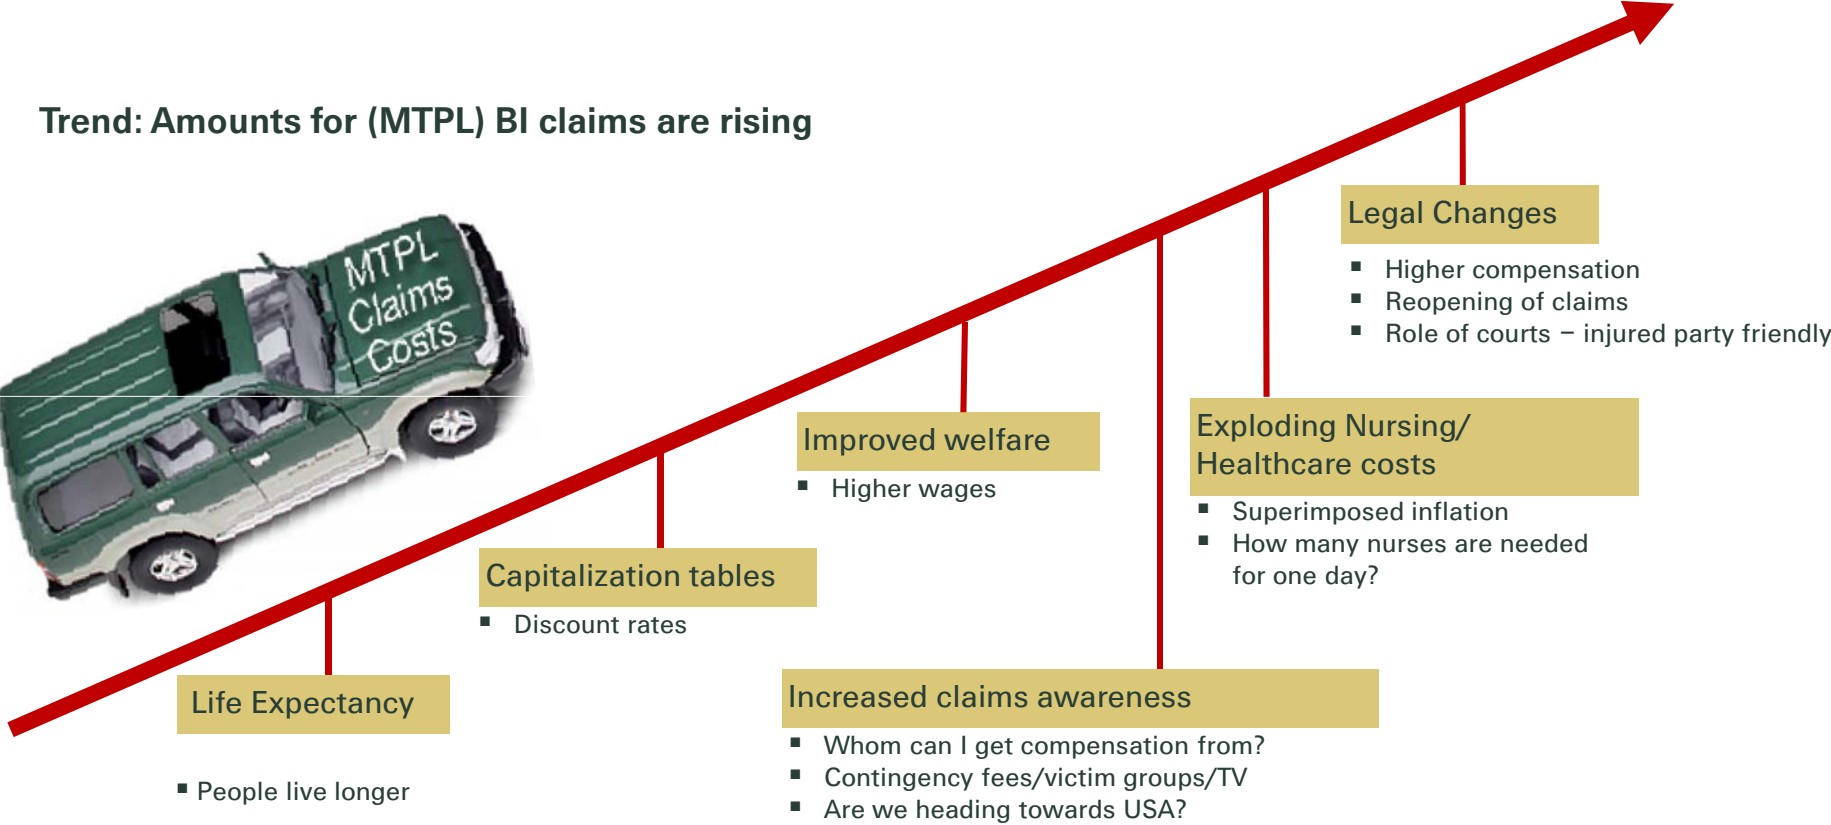 Trend: Amounts for (MTPL) BI claims are rising
MTPL
Claims
Costs
Life Expectancy
▪ People live longer
Capitalization tables
▪ Discount rates
Improved welfare
▪ Higher wages
Increased claims awareness
▪ Whom can I get compensation from?
▪ Contingency fees/victim groups/TV
▪ Are we heading towards USA?
Exploding Nursing/
Healthcare costs
▪ Superimposed inflation
▪ How many nurses are needed
for one day?
Legal Changes
▪ Higher compensation
▪ Reopening of claims
▪ Role of courts – injured party friendly